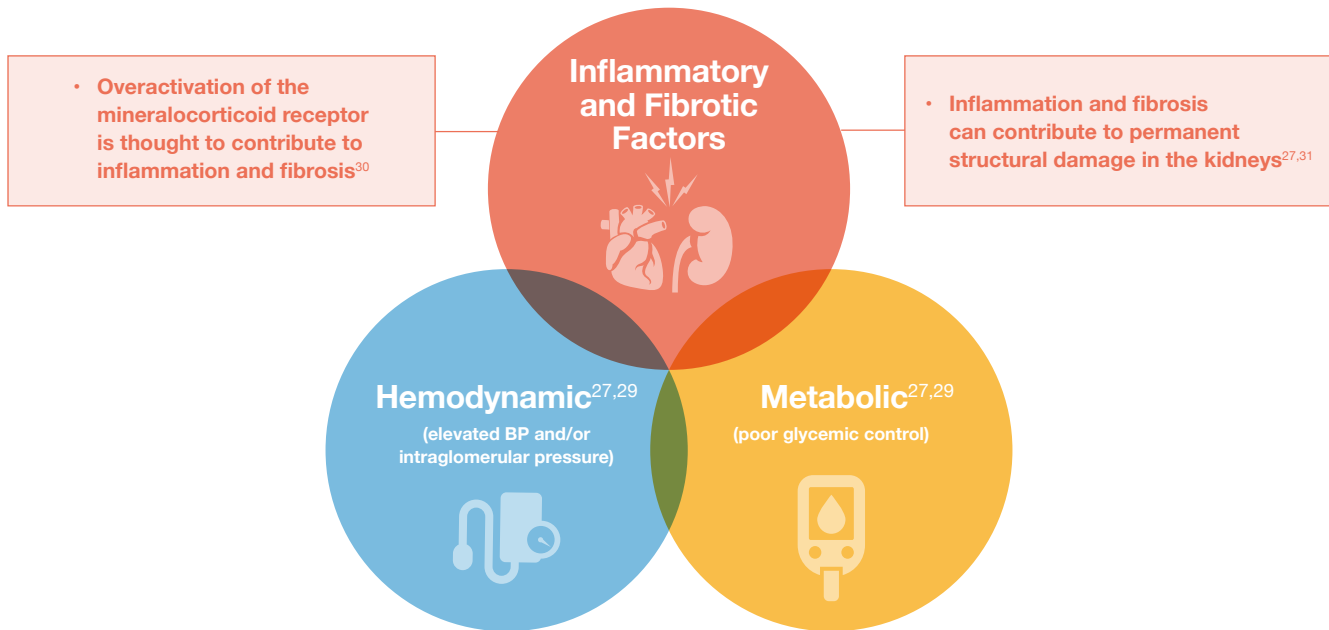 Inflammatory
and Fibrotic
Factors
• Overactivation of the
mineralocorticoid receptor
is thought to contribute to
inflammation and fibrosis30
• Inflammation and fibrosis
can contribute to permanent
structural damage in the kidneys27,31
Hemodynamic27,29
(elevated BP and/or
intraglomerular pressure)
Metabolic27,29
(poor glycemic control)